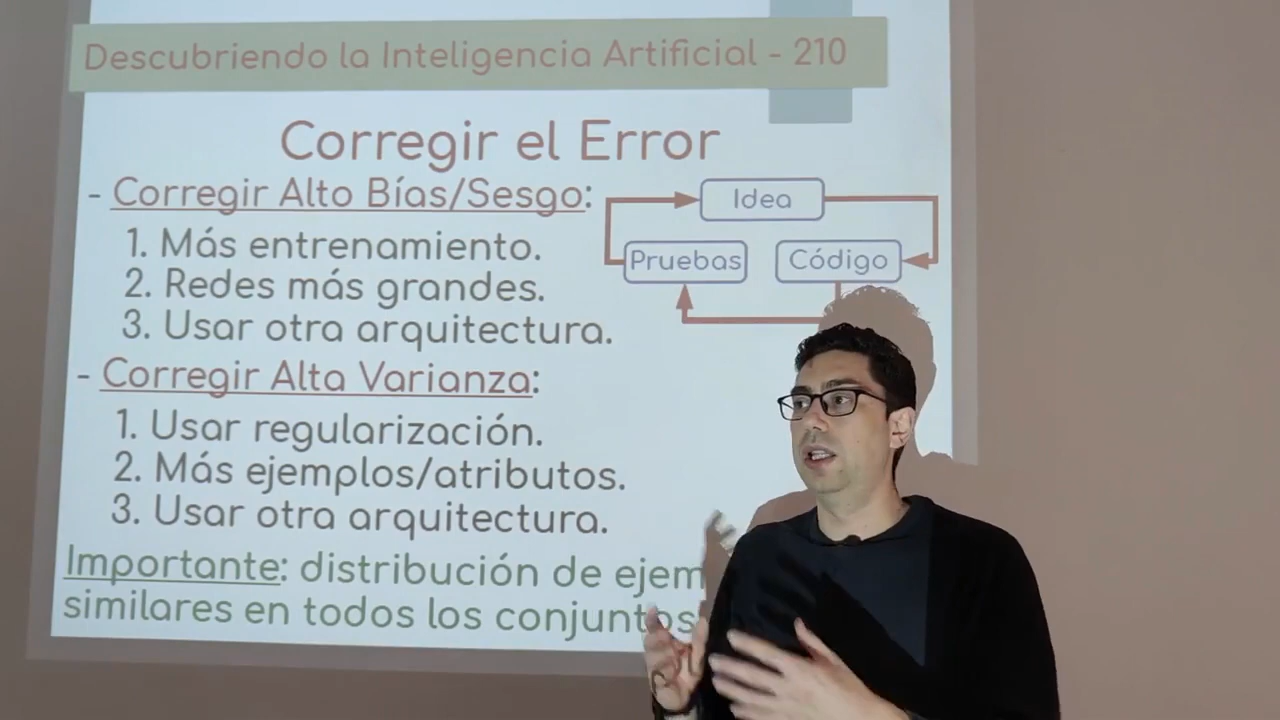 Descubriendo la Inteligencia Artificial - 210
Corregir el Error
- Corregir Alto Bías/Sesgo:
1. Más entrenamiento.
2. Redes más grandes.
3. Usar otra arquitectura.
Idea
Pruebas
Código
- Corregir Alta Varianza:
1. Usar regularización.
2. Más ejemplos/atributos.
3. Usar otra arquitectura.
Importante: distribución de
similares en todos los conjuntos